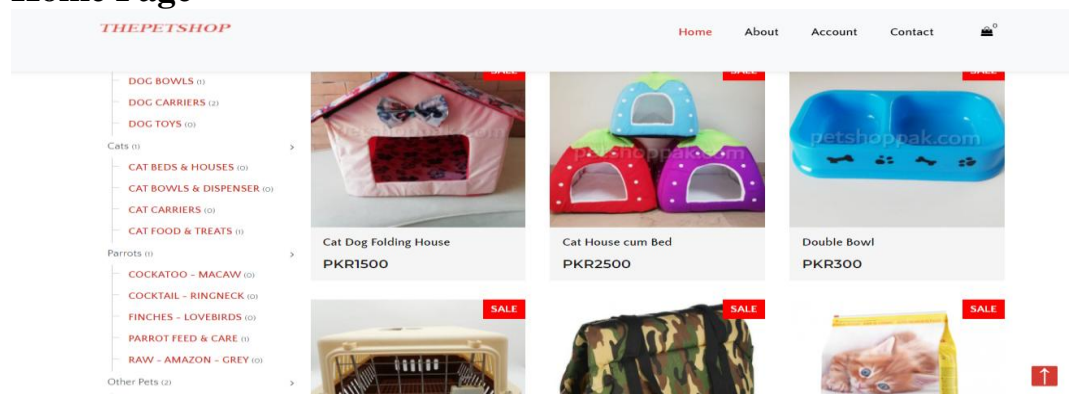 Home Page
THEPETSHOP
Home About Account Contact 0
DOG BOWLS (1)
DOG CARRIERS (2)
DOG TOYS (0)
Cats (1)
CAT BEDS & HOUSES (0)
CAT BOWLS & DISPENSER (0)
CAT CARRIERS (0)
CAT FOOD & TREATS (1)
Parrots (1)
COCKATOO - MACAW (0)
COCKTAIL - RINGNECK (0)
FINCHES - LOVEBIRDS (0)
PARROT FEED & CARE (1)
RAW - AMAZON - GREY (0)
Other Pets (2)
SALE
petshoppak.com
Cat Dog Folding House
PKR1500
SALE
petshoppak.com
Cat House cum Bed
PKR2500
SALE
petshoppak.com
Double Bowl
PKR300
SALE
SALE
SALE